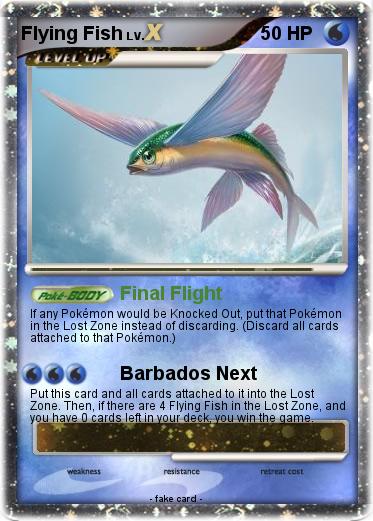 Flying Fish LV.X 50 HP
LEVEL UP
Poké-BODY Final Flight
If any Pokémon would be Knocked Out, put that Pokémon
in the Lost Zone instead of discarding. (Discard all cards
attached to that Pokémon.)
Barbados Next
Put this card and all cards attached to it into the Lost
Zone. Then, if there are 4 Flying Fish in the Lost Zone, and
you have 0 cards left in your deck, you win the game.
weakness resistance retreat cost
- fake card -